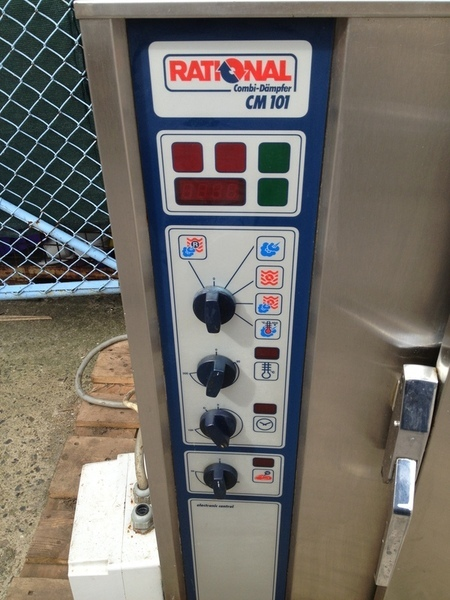 RATIONAL
Combi-Dämpfer
CM 101
electronic control